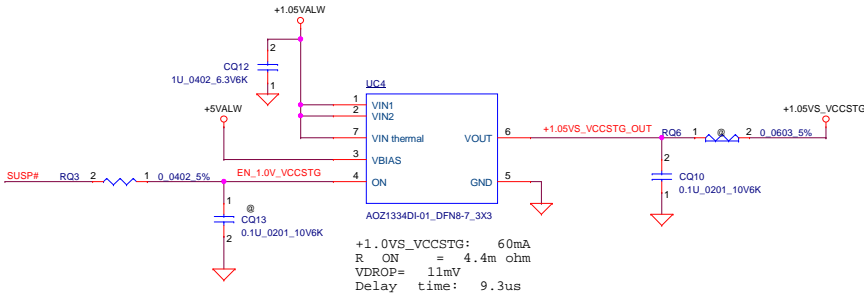 +1.05VALW
2
CQ12
1U_0402_6.3V6K
1
+5VALW
UC4
1 VIN1
2 VIN2
7 VIN thermal
3 VBIAS
4 ON
VOUT 6
GND 5
AOZ1334DI-01_DFN8-7_3X3
SUSP# RQ3 2 1 0_0402_5% EN_1.0V_VCCSTG
1 @
CQ13
0.1U_0201_10V6K
2
+1.05VS_VCCSTG_OUT RQ6 1 @ 2 0_0603_5%
+1.05VS_VCCSTG
2
CQ10
0.1U_0201_10V6K
1
+1.0VS_VCCSTG: 60mA
R ON = 4.4m ohm
VDROP= 11mV
Delay time: 9.3us